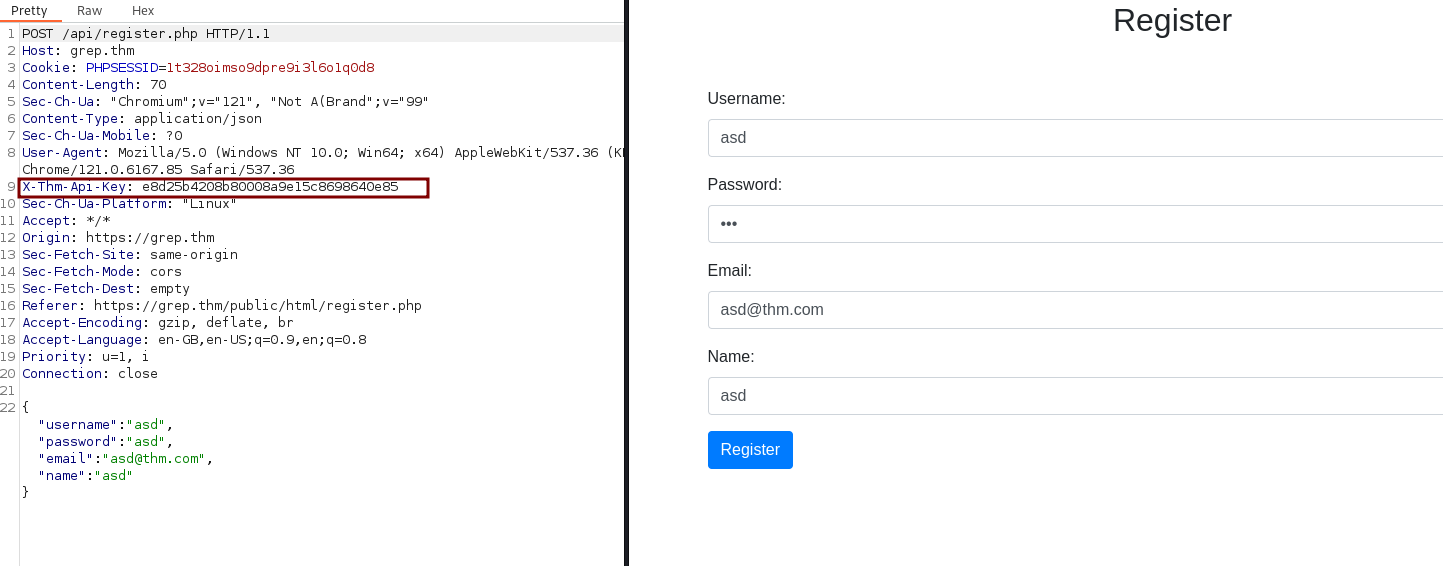 Pretty Raw Hex
1 POST /api/register.php HTTP/1.1
2 Host: grep.thm
3 Cookie: PHPSESSID=1t328oimso9dpre9i3l6o1q0d8
4 Content-Length: 70
5 Sec-Ch-Ua: "Chromium";v="121", "Not A(Brand";v="99"
6 Content-Type: application/json
7 Sec-Ch-Ua-Mobile: ?0
8 User-Agent: Mozilla/5.0 (Windows NT 10.0; Win64; x64) AppleWebKit/537.36 (K
Chrome/121.0.6167.85 Safari/537.36
9 X-Thm-Api-Key: e8d25b4208b80008a9e15c8698640e85
10 Sec-Ch-Ua-Platform: "Linux"
11 Accept: */*
12 Origin: https://grep.thm
13 Sec-Fetch-Site: same-origin
14 Sec-Fetch-Mode: cors
15 Sec-Fetch-Dest: empty
16 Referer: https://grep.thm/public/html/register.php
17 Accept-Encoding: gzip, deflate, br
18 Accept-Language: en-GB,en-US;q=0.9,en;q=0.8
19 Priority: u=1, i
20 Connection: close
21
22 {
"username":"asd",
"password":"asd",
"email":"asd@thm.com",
"name":"asd"
}
Register
Username:
asd
Password:
•••
Email:
asd@thm.com
Name:
asd
Register